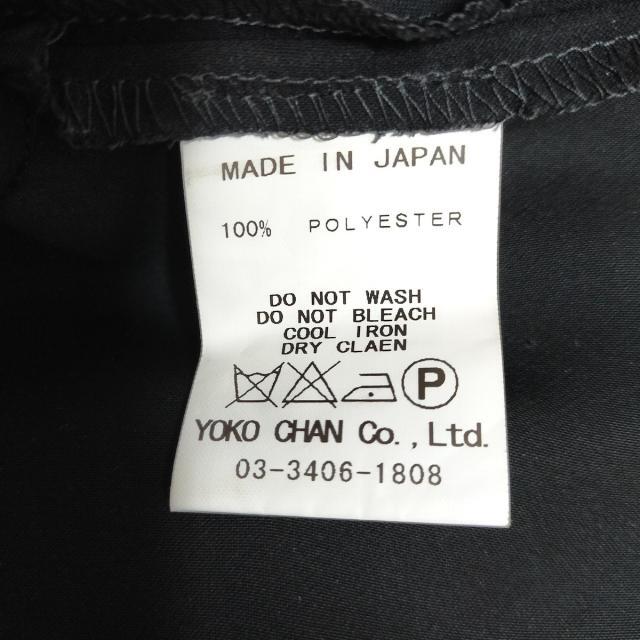 MADE IN JAPAN
100% POLYESTER
DO NOT WASH
DO NOT BLEACH
COOL IRON
DRY CLAEN
P
YOKO CHAN Co., Ltd.
03-3406-1808